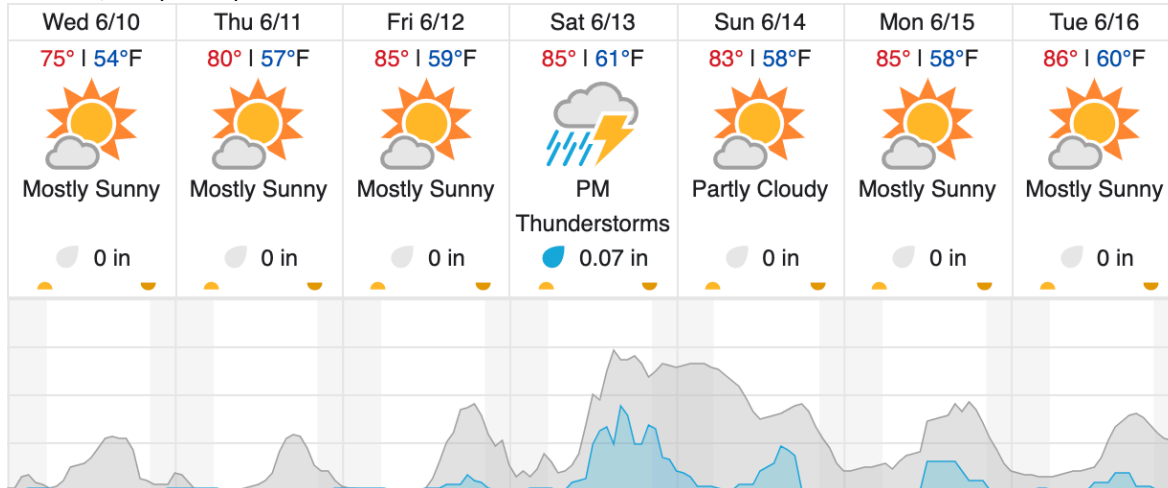 Wed 6/10
75° | 54°F
Mostly Sunny
0 in
Thu 6/11
80° | 57°F
Mostly Sunny
0 in
Fri 6/12
85° | 59°F
Mostly Sunny
0 in
Sat 6/13
85° | 61°F
PM
Thunderstorms
0.07 in
Sun 6/14
83° | 58°F
Partly Cloudy
0 in
Mon 6/15
85° | 58°F
Mostly Sunny
0 in
Tue 6/16
86° | 60°F
Mostly Sunny
0 in